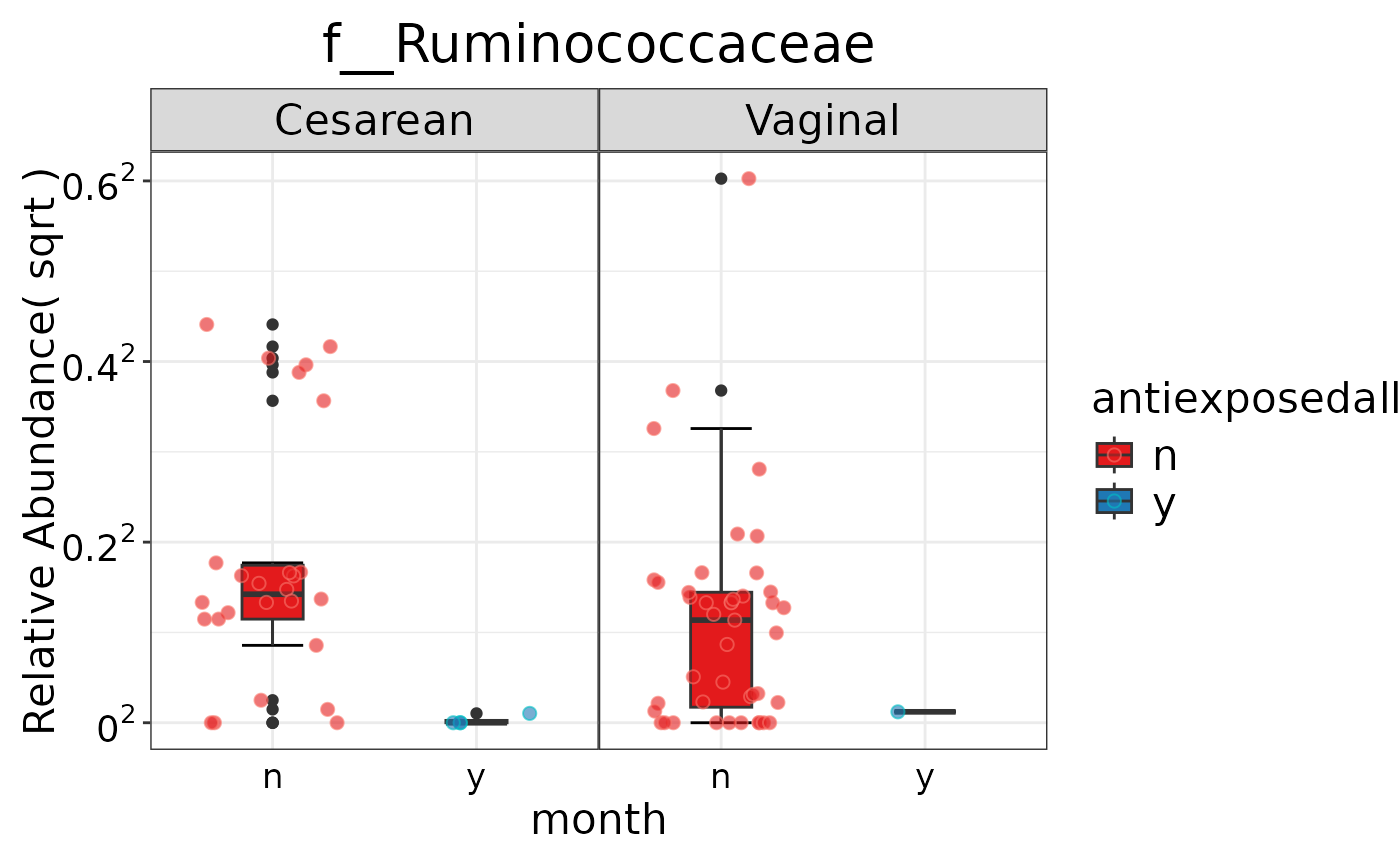 f__Ruminococcaceae
Cesarean
Vaginal
Relative Abundance( sqrt )
0.6²
0.4²
0.2²
0²
n
y
n
y
month
antiexposedall
n
y